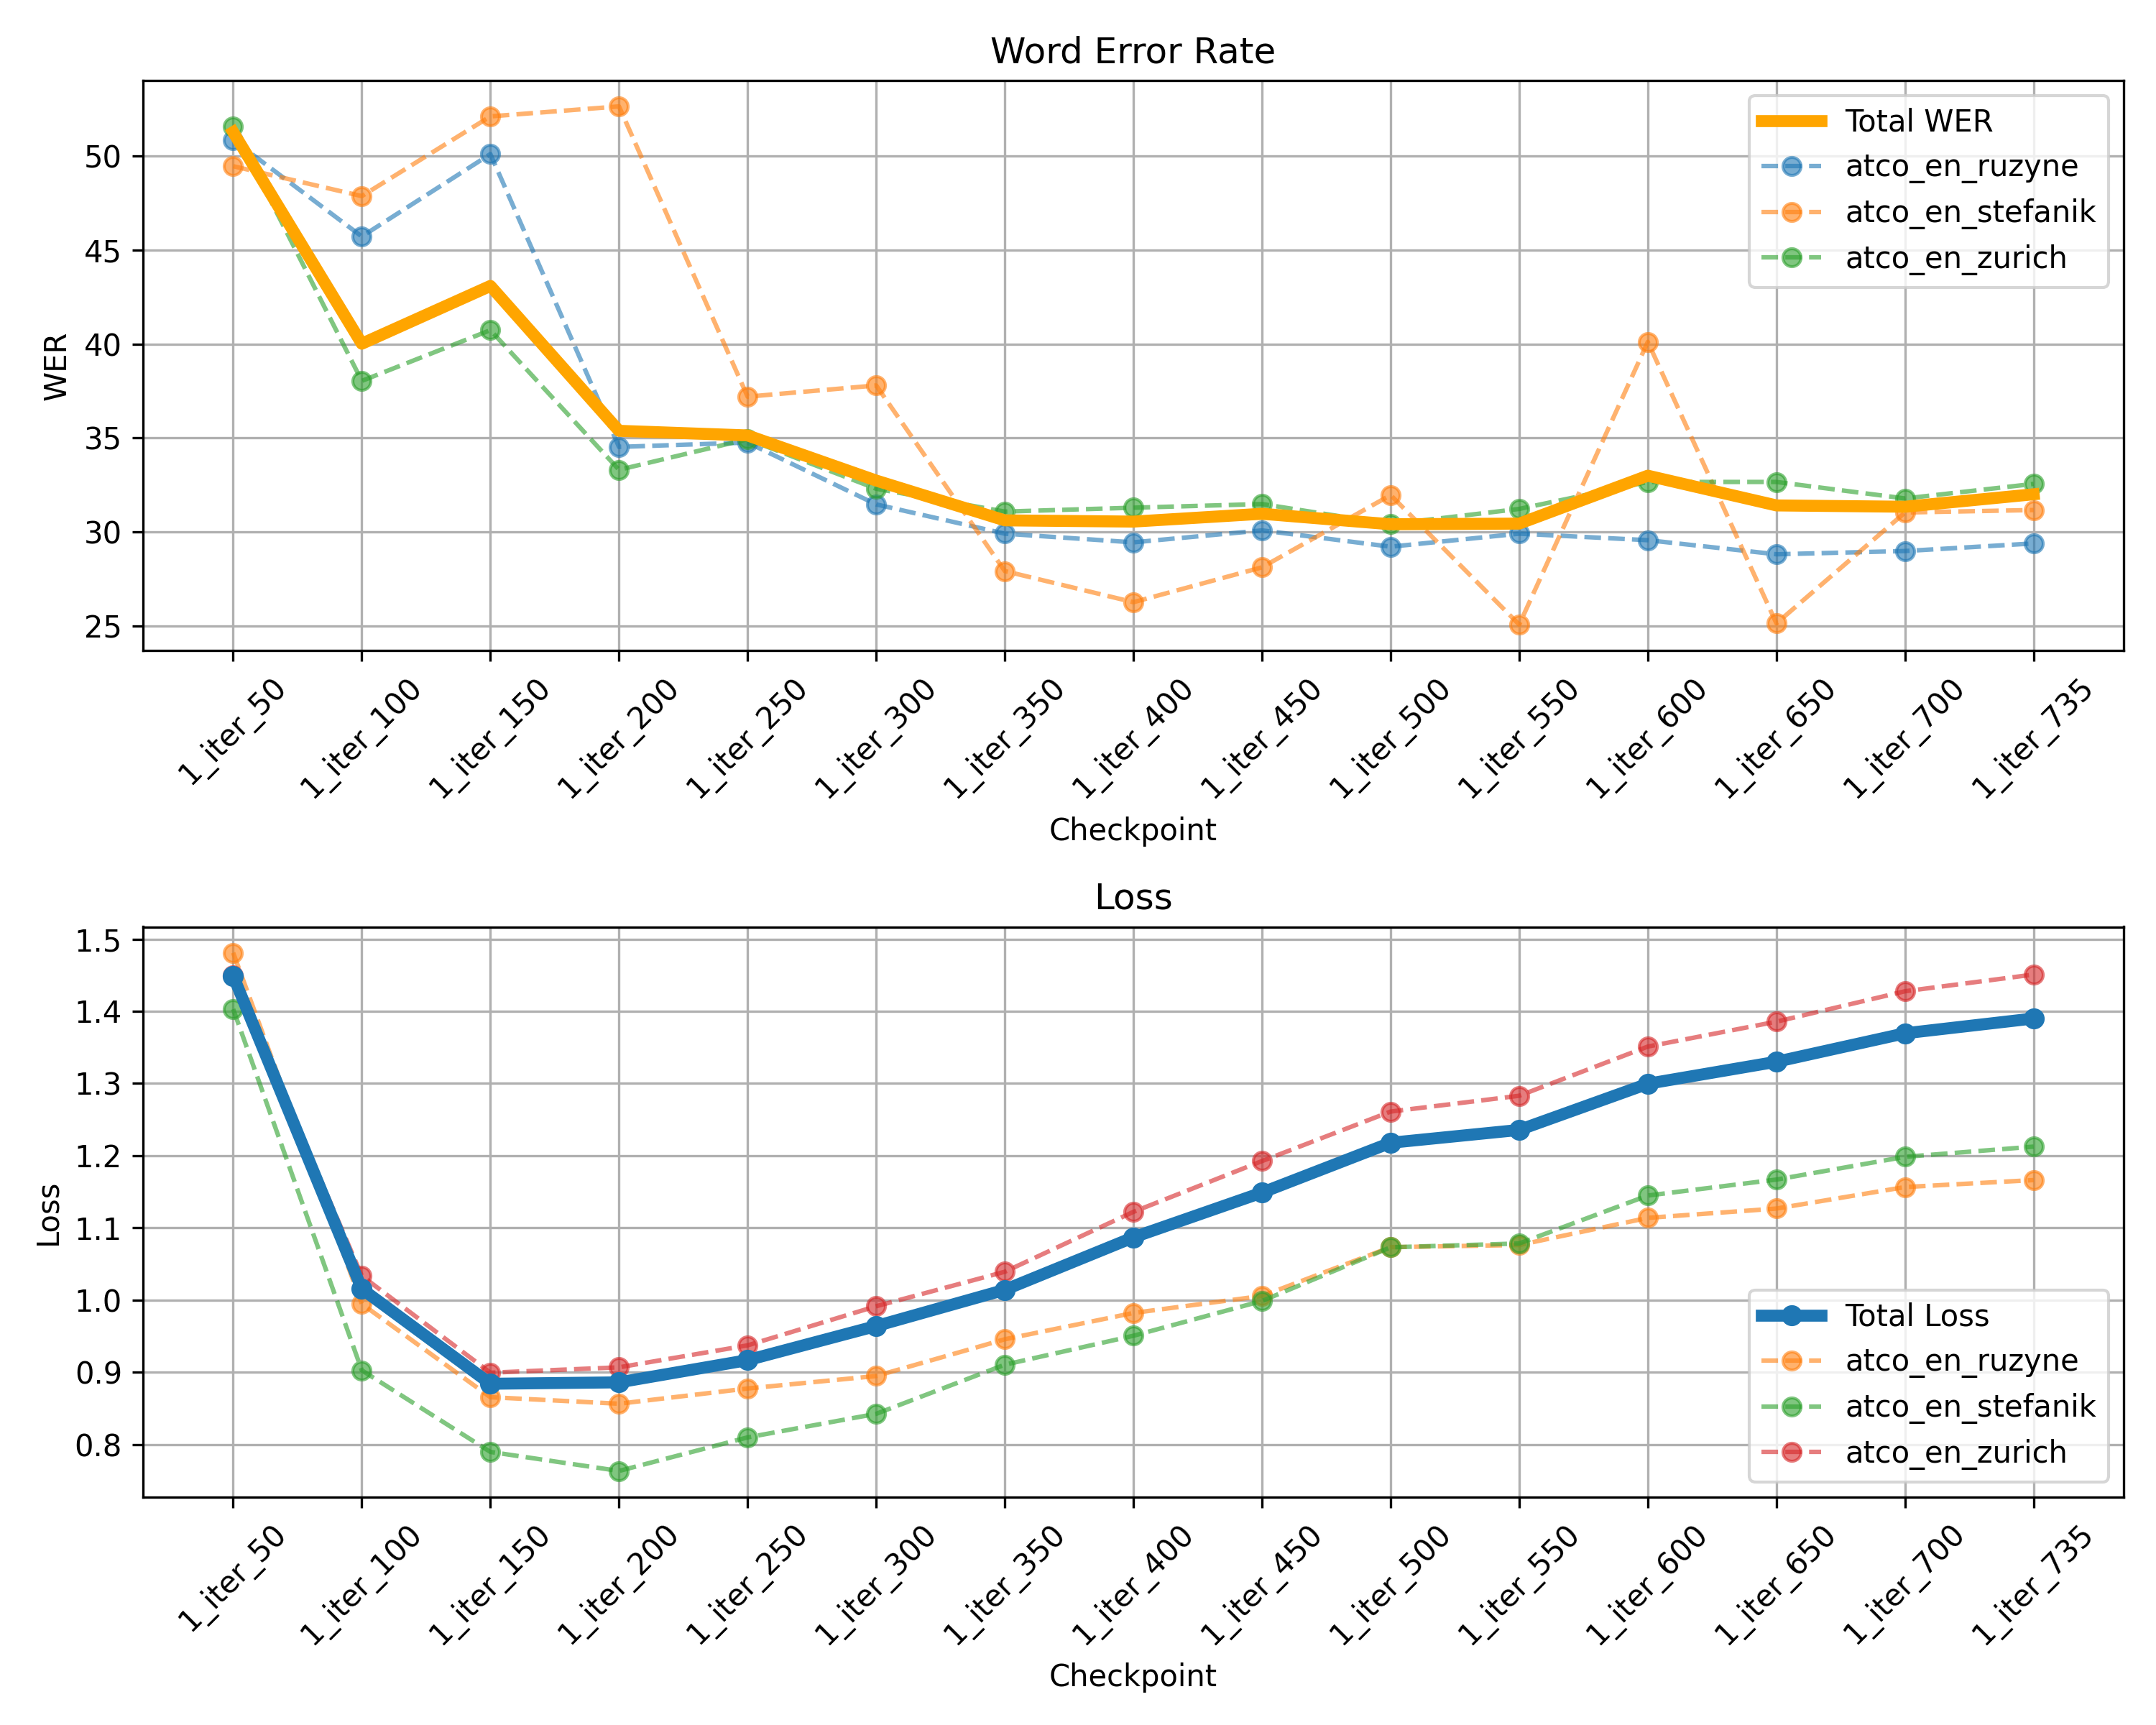 Word Error Rate
WER
50
45
40
35
30
25
Total WER
atco_en_ruzyne
atco_en_stefanik
atco_en_zurich
1_iter_50
1_iter_100
1_iter_150
1_iter_200
1_iter_250
1_iter_300
1_iter_350
1_iter_400
1_iter_450
1_iter_500
1_iter_550
1_iter_600
1_iter_650
1_iter_700
1_iter_735
Checkpoint
Loss
Loss
1.5
1.4
1.3
1.2
1.1
1.0
0.9
0.8
Total Loss
atco_en_ruzyne
atco_en_stefanik
atco_en_zurich
1_iter_50
1_iter_100
1_iter_150
1_iter_200
1_iter_250
1_iter_300
1_iter_350
1_iter_400
1_iter_450
1_iter_500
1_iter_550
1_iter_600
1_iter_650
1_iter_700
1_iter_735
Checkpoint